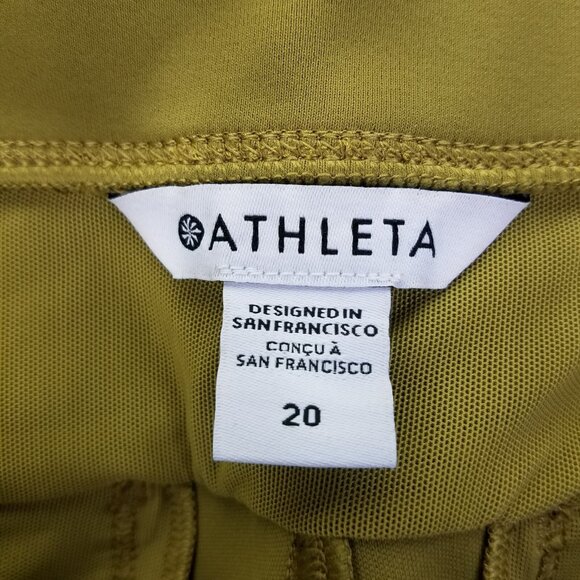 ATHLETA
DESIGNED IN
SAN FRANCISCO
CONÇU À
SAN FRANCISCO
20